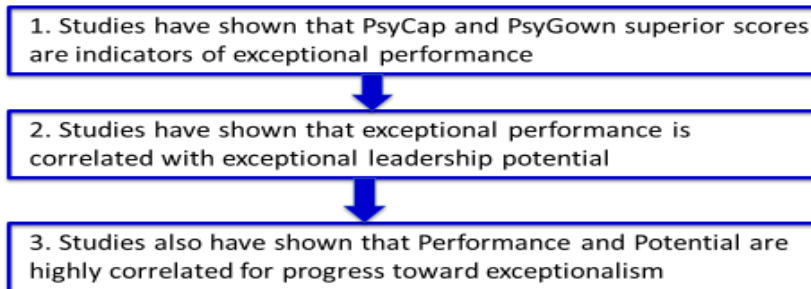 1. Studies have shown that PsyCap and PsyGown superior scores
are indicators of exceptional performance
2. Studies have shown that exceptional performance is
correlated with exceptional leadership potential
3. Studies also have shown that Performance and Potential are
highly correlated for progress toward exceptionalism